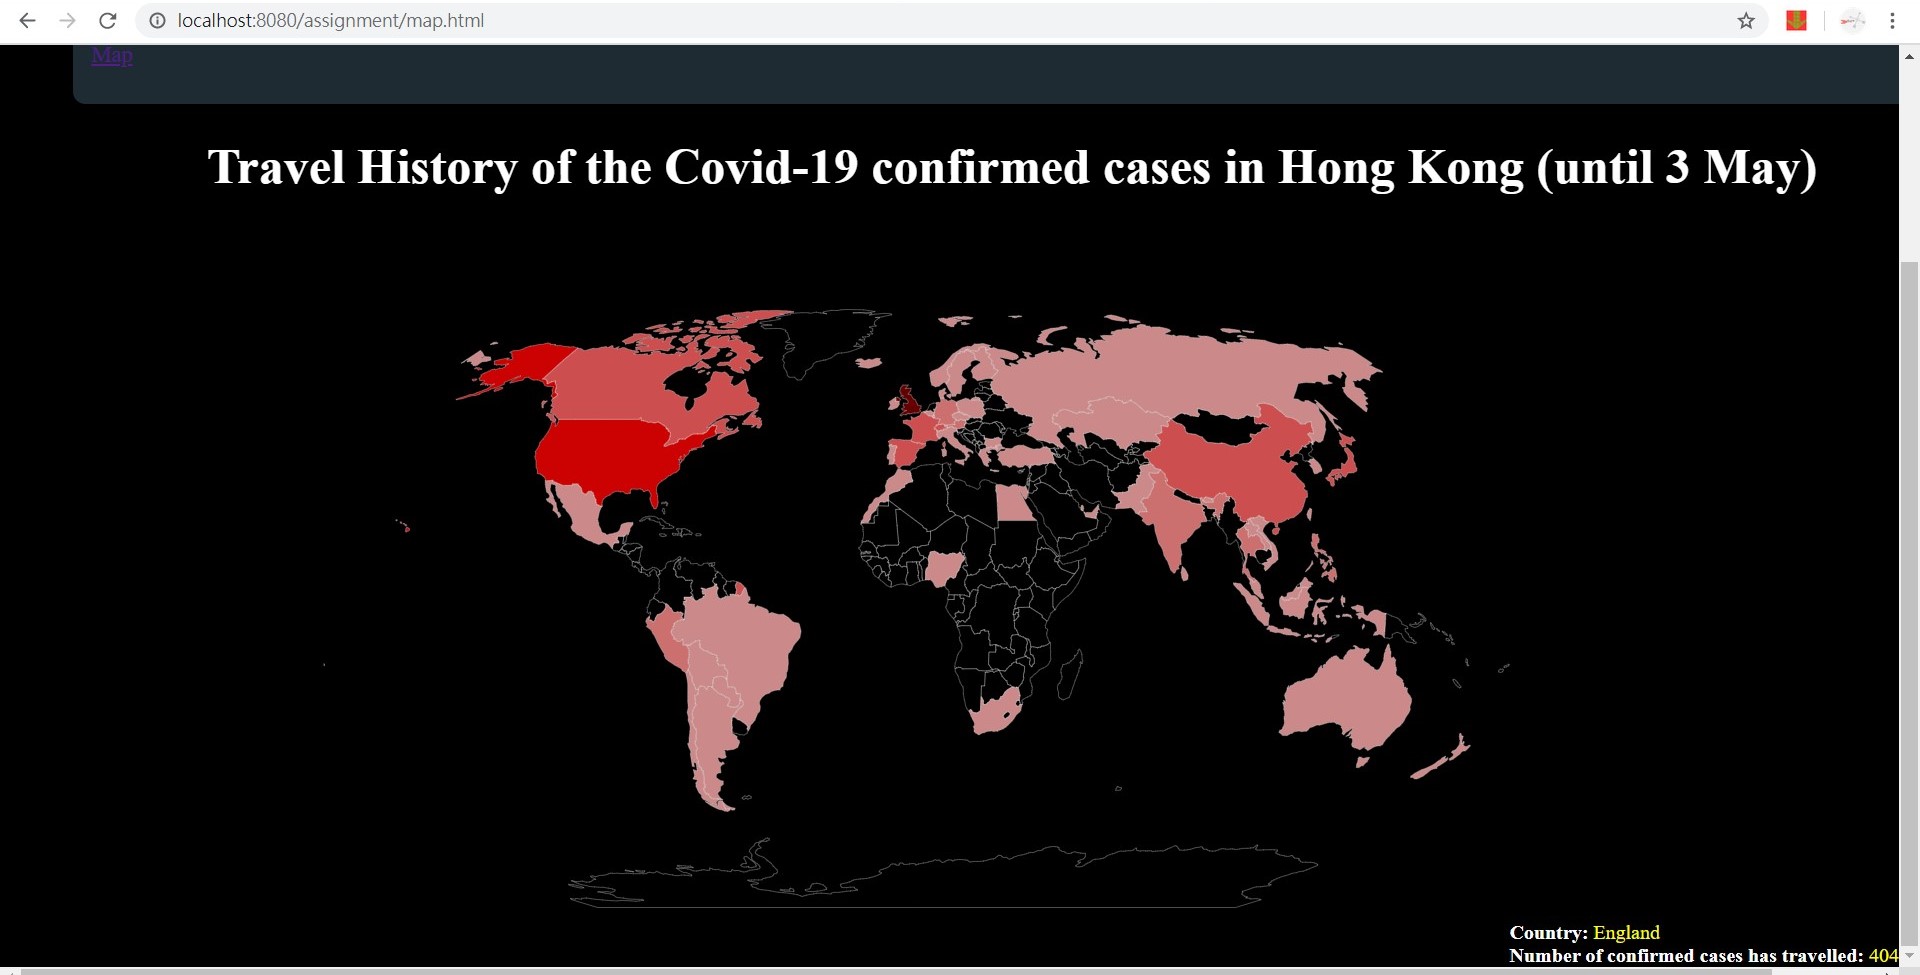 localhost:8080/assignment/map.html
Map
Travel History of the Covid-19 confirmed cases in Hong Kong (until 3 May)
Country: England
Number of confirmed cases has travelled: 404